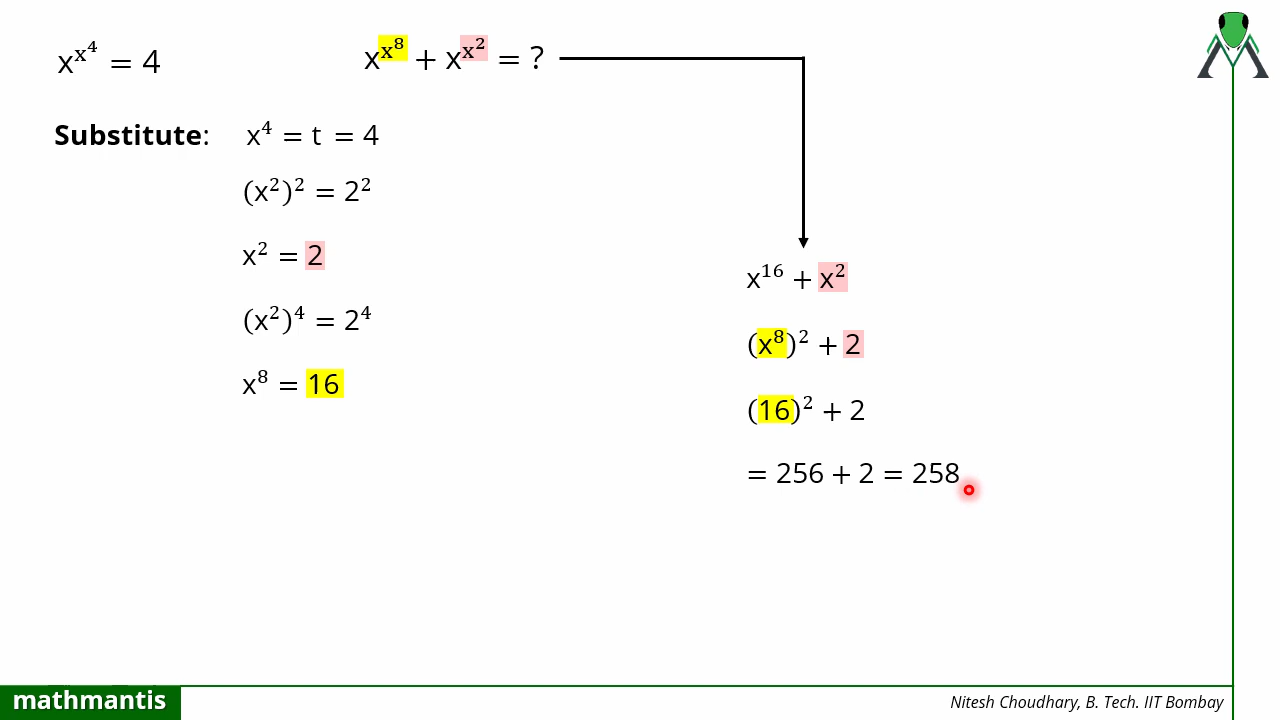 x^{x^4} = 4
x^{x^8} + x^{x^2} = ?
Substitute: x^4 = t = 4
(x^2)^2 = 2^2
x^2 = 2
(x^2)^4 = 2^4
x^8 = 16
x^{16} + x^2
(x^8)^2 + 2
(16)^2 + 2
= 256 + 2 = 258
mathmantis
Nitesh Choudhary, B. Tech. IIT Bombay